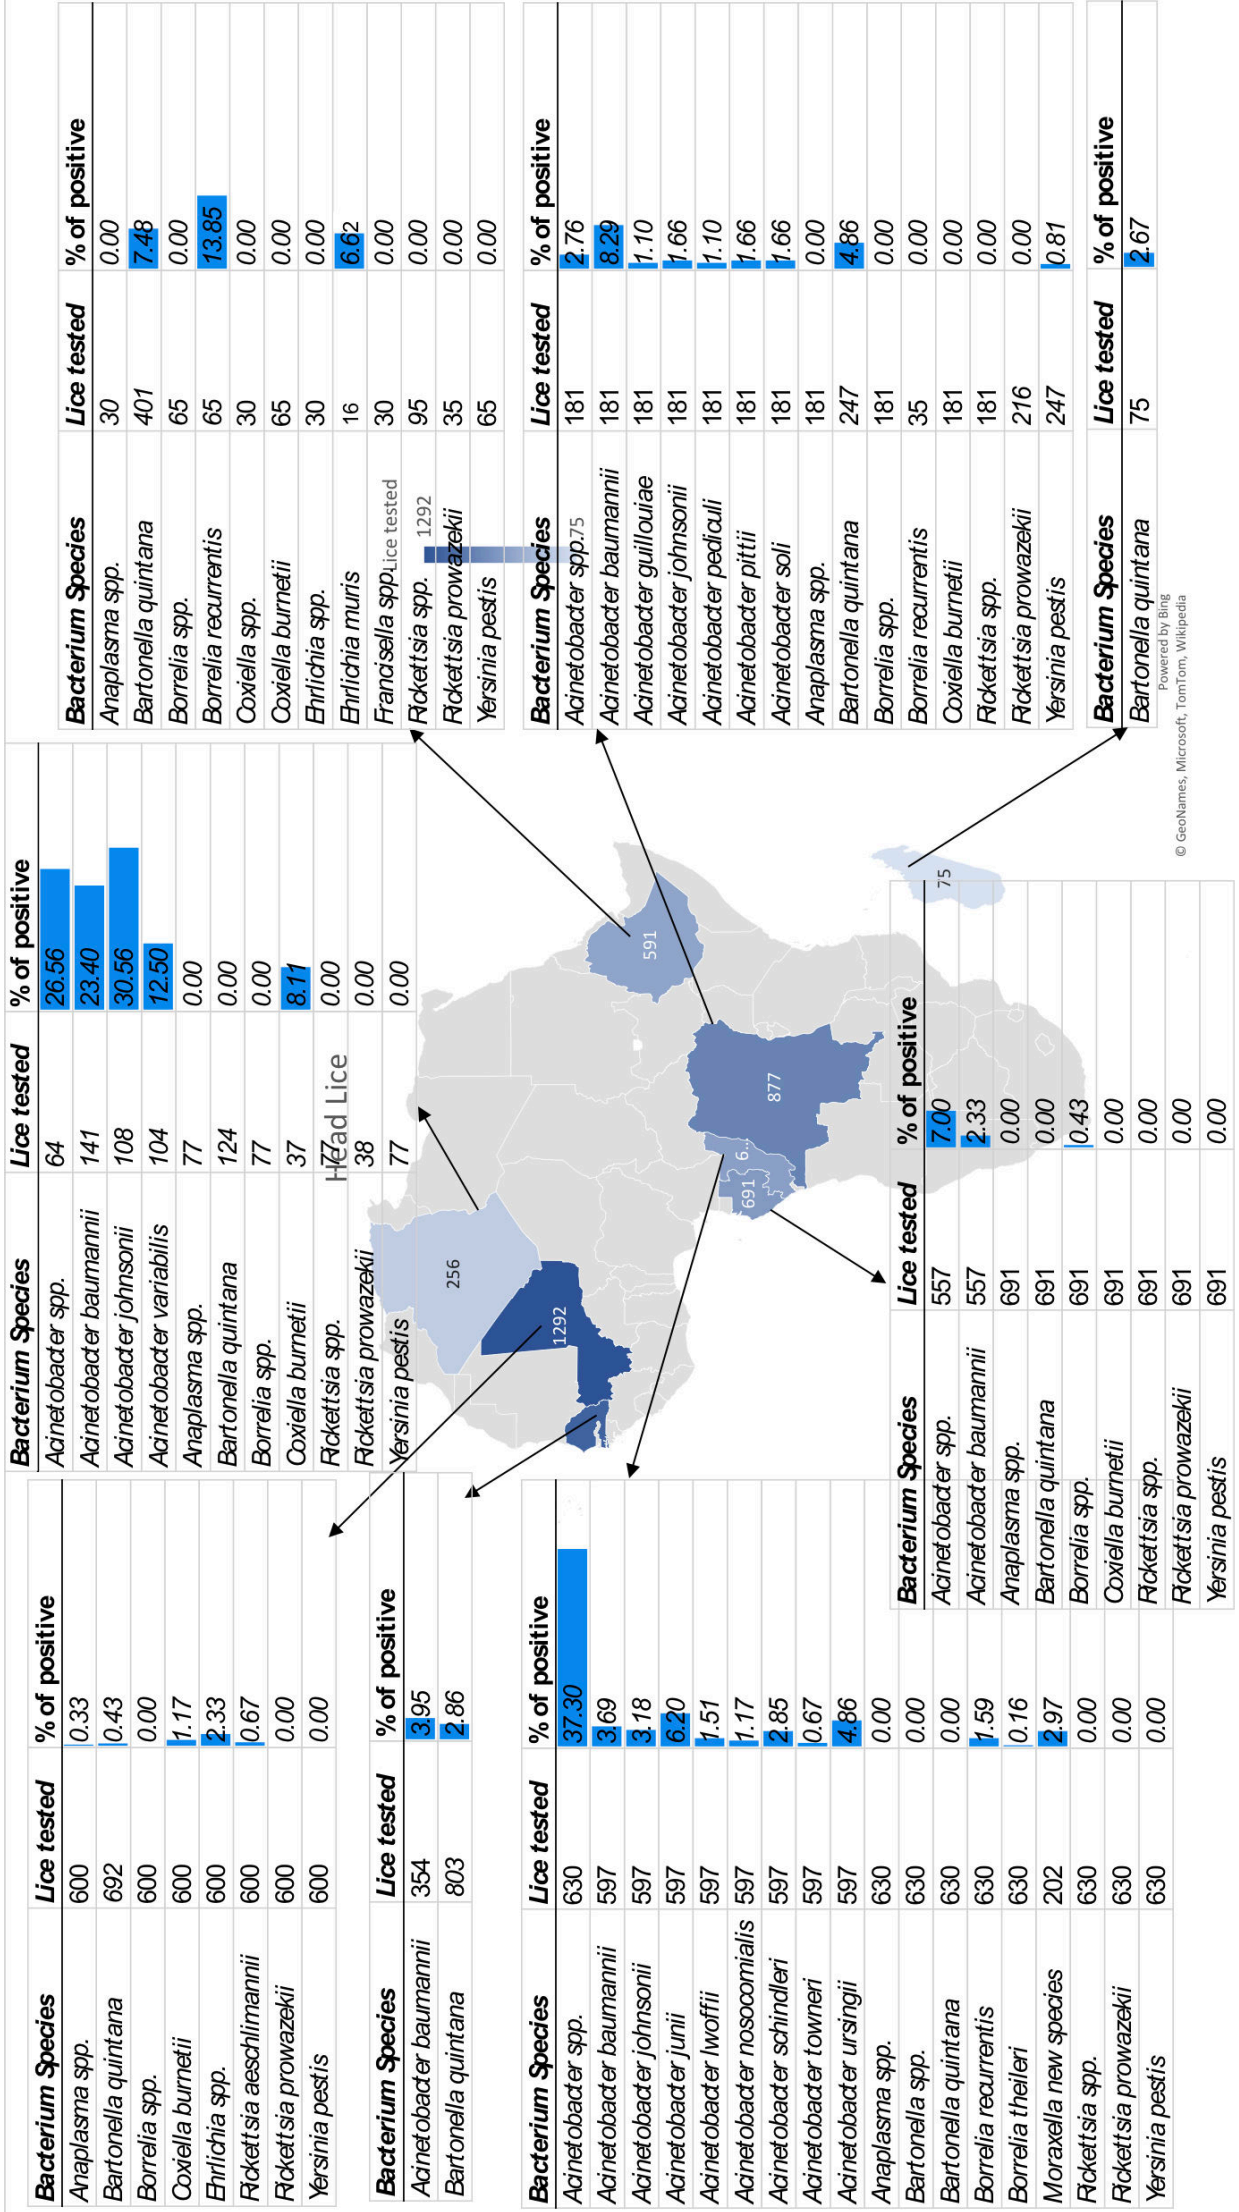 Bacterium Species Lice tested % of positive
Anaplasma spp. 600 0.33
Bartonella quintana 692 0.43
Borrelia spp. 600 0.00
Coxiella burnetii 600 1.17
Enrlichia spp. 600 2.33
Rickettsia aeschlimannii 600 0.67
Rickettsia prowazekii 600 0.00
Yersinia pestis 600 0.00
Bacterium Species Lice tested % of positive
Acinetobacter baumannii 354 3.95
Bartonella quintana 803 2.86
Bacterium Species Lice tested % of positive
Acinetobacter spp. 630 37.30
Acinetobacter baumannii 597 3.69
Acinetobacter johnsonii 597 3.18
Acinetobacter junii 597 6.20
Acinetobacter lwoffii 597 1.51
Acinetobacter nosocomialis 597 1.17
Acinetobacter schindleri 597 2.85
Acinetobacter towneri 597 0.67
Acinetobacter ursingii 597 4.86
Anaplasma spp. 630 0.00
Bartonella spp. 630 0.00
Bartonella quintana 630 0.00
Borrelia recurrentis 630 1.59
Borrelia theileri 630 0.16
Moraxella new species 202 2.97
Rickettsia spp. 630 0.00
Rickettsia prowazekii 630 0.00
Yersinia pestis 630 0.00
Bacterium Species Lice tested % of positive
Acinetobacter spp. 64 26.56
Acinetobacter baumannii 141 23.40
Acinetobacter johnsonii 108 30.56
Acinetobacter variabilis 104 12.50
Anaplasma spp. 77 0.00
Bartonella quintana 124 0.00
Borrelia spp. 77 0.00
Coxiella burnetii 37 8.11
Rickettsia spp. 77 0.00
Rickettsia prowazekii 38 0.00
Yersinia pestis 77 0.00
Head Lice
256
1292
591
877
6...
691
75
Bacterium Species Lice tested % of positive
Acinetobacter spp. 557 7.00
Acinetobacter baumannii 557 2.33
Anaplasma spp. 691 0.00
Bartonella quintana 691 0.00
Borrelia spp. 691 0.43
Coxiella burnetii 691 0.00
Rickettsia spp. 691 0.00
Rickettsia prowazekii 691 0.00
Yersinia pestis 691 0.00
Bacterium Species Lice tested % of positive
Anaplasma spp. 30 0.00
Bartonella quintana 401 7.48
Borrelia spp. 65 0.00
Borrelia recurrentis 65 13.85
Coxiella spp. 30 0.00
Coxiella burnetii 65 0.00
Ehrlichia spp. 30 0.00
Ehrlichia muris 16 6.62
Francisella spp. 30 0.00
Rickettsia spp. 95 0.00
Rickettsia prowazekii 35 0.00
Yersinia pestis 65 0.00
Lice tested
1292
75
Bacterium Species Lice tested % of positive
Acinetobacter spp. 181 2.76
Acinetobacter baumannii 181 8.29
Acinetobacter guillouiae 181 1.10
Acinetobacter johnsonii 181 1.66
Acinetobacter pediculi 181 1.10
Acinetobacter pittii 181 1.66
Acinetobacter soli 181 1.66
Anaplasma spp. 181 0.00
Bartonella quintana 247 4.86
Borrelia spp. 181 0.00
Borrelia recurrentis 35 0.00
Coxiella burnetii 181 0.00
Rickettsia spp. 181 0.00
Rickettsia prowazekii 216 0.00
Yersinia pestis 247 0.81
Bacterium Species Lice tested % of positive
Bartonella quintana 75 2.67
Powered by Bing
© GeoNames, Microsoft, TomTom, Wikipedia